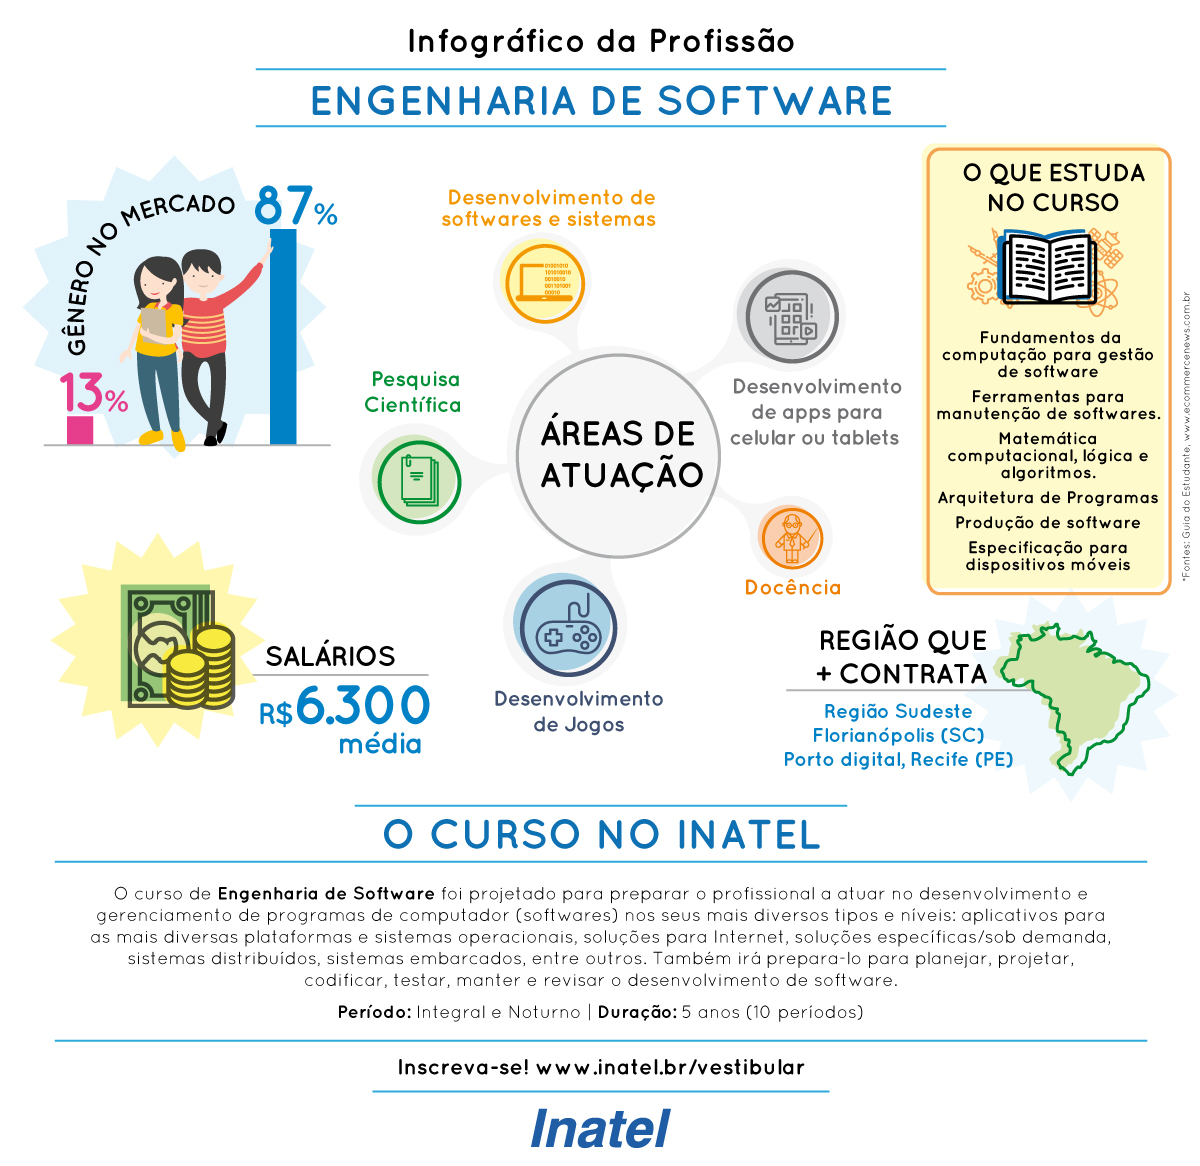 Infográfico da Profissão
ENGENHARIA DE SOFTWARE
GÊNERO NO MERCADO
87%
13%
Desenvolvimento de
softwares e sistemas
01001010
101010010
0010010
001101001
00010
Pesquisa
Científica
ÁREAS DE
ATUAÇÃO
Desenvolvimento
de apps para
celular ou tablets
Docência
Desenvolvimento
de Jogos
O QUE ESTUDA
NO CURSO
Fundamentos da
computação para gestão
de software
Ferramentas para
manutenção de softwares.
Matemática
computacional, lógica e
algoritmos.
Arquitetura de Programas
Produção de software
Especificação para
dispositivos móveis
*Fontes: Guia do Estudante, www.ecommercenews.com.br
SALÁRIOS
R$6.300
média
REGIÃO QUE
+ CONTRATA
Região Sudeste
Florianópolis (SC)
Porto digital, Recife (PE)
O CURSO NO INATEL
O curso de Engenharia de Software foi projetado para preparar o profissional a atuar no desenvolvimento e
gerenciamento de programas de computador (softwares) nos seus mais diversos tipos e níveis: aplicativos para
as mais diversas plataformas e sistemas operacionais, soluções para Internet, soluções específicas/sob demanda,
sistemas distribuídos, sistemas embarcados, entre outros. Também irá prepara-lo para planejar, projetar,
codificar, testar, manter e revisar o desenvolvimento de software.
Período: Integral e Noturno | Duração: 5 anos (10 períodos)
Inscreva-se! www.inatel.br/vestibular
Inatel